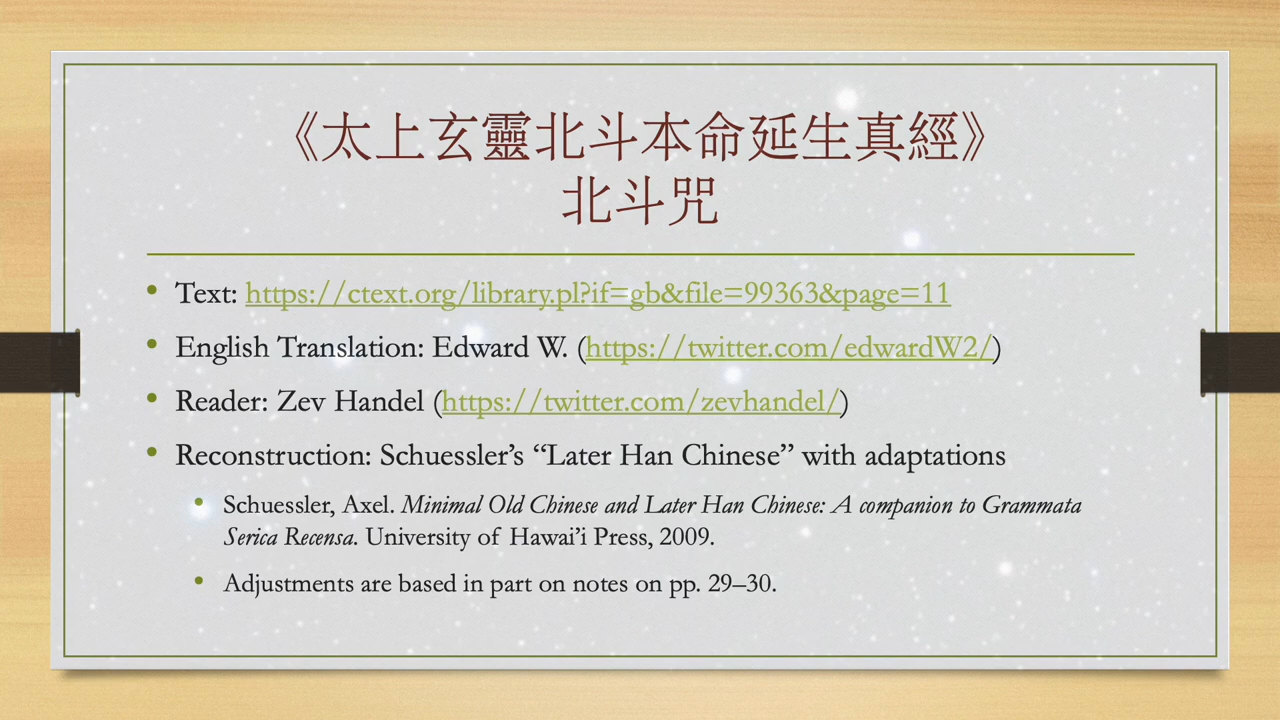 《太上玄靈北斗本命延生真經》
北斗咒
• Text: https://ctext.org/library.pl?if=gb&file=99363&page=11
• English Translation: Edward W. (https://twitter.com/edwardW2/)
• Reader: Zev Handel (https://twitter.com/zevhandel/)
• Reconstruction: Schuessler’s “Later Han Chinese” with adaptations
• Schuessler, Axel. Minimal Old Chinese and Later Han Chinese: A companion to Grammata
Serica Recensa. University of Hawai’i Press, 2009.
• Adjustments are based in part on notes on pp. 29–30.